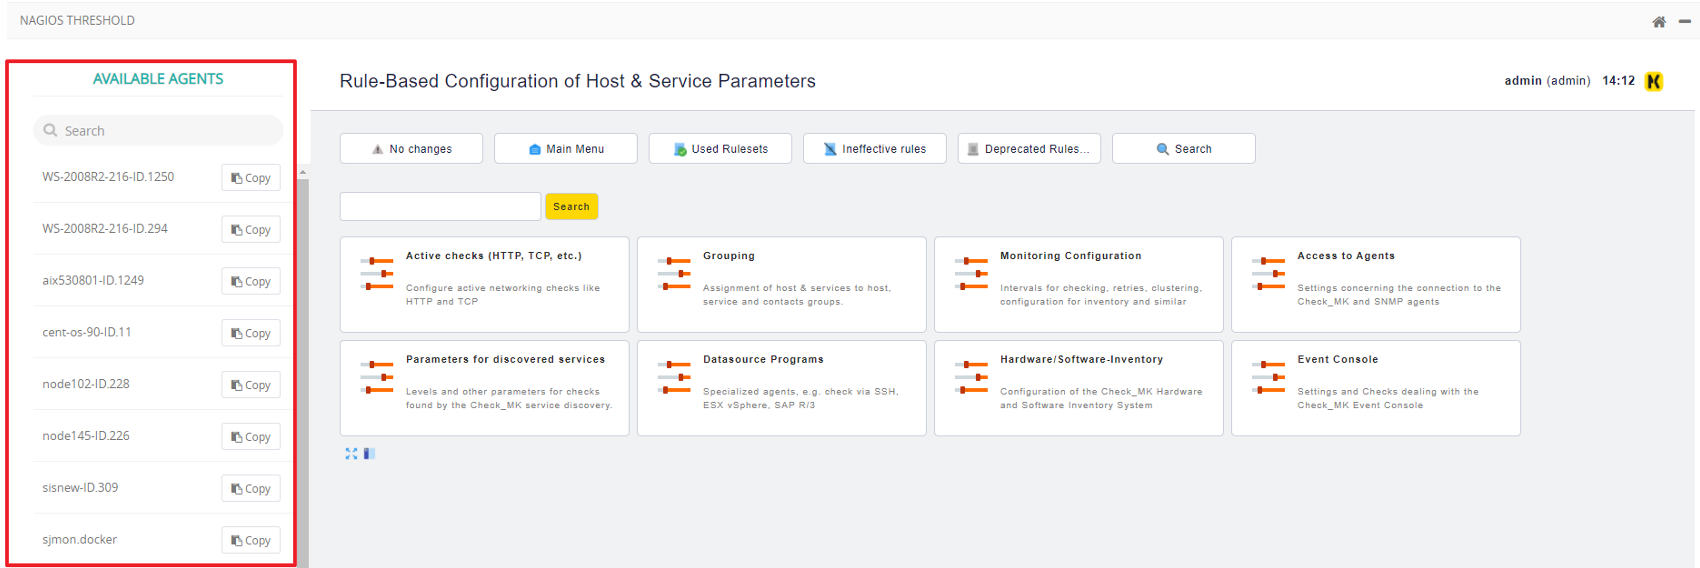 NAGIOS THRESHOLD
AVAILABLE AGENTS
Search
WS-2008R2-216-ID.1250 Copy
WS-2008R2-216-ID.294 Copy
aix530801-ID.1249 Copy
cent-os-90-ID.11 Copy
node102-ID.228 Copy
node145-ID.226 Copy
sisnew-ID.309 Copy
sjmon.docker Copy
Rule-Based Configuration of Host & Service Parameters
admin (admin) 14:12
No changes Main Menu Used Rulesets Ineffective rules Deprecated Rules... Search
Search
Active checks (HTTP, TCP, etc.)
Configure active networking checks like
HTTP and TCP
Grouping
Assignment of host & services to host,
service and contacts groups.
Monitoring Configuration
Intervals for checking, retries, clustering,
configuration for inventory and similar
Access to Agents
Settings concerning the connection to the
Check_MK and SNMP agents
Parameters for discovered services
Levels and other parameters for checks
found by the Check_MK service discovery.
Datasource Programs
Specialized agents, e.g. check via SSH,
ESX vSphere, SAP R/3
Hardware/Software-Inventory
Configuration of the Check_MK Hardware
and Software Inventory System
Event Console
Settings and Checks dealing with the
Check_MK Event Console